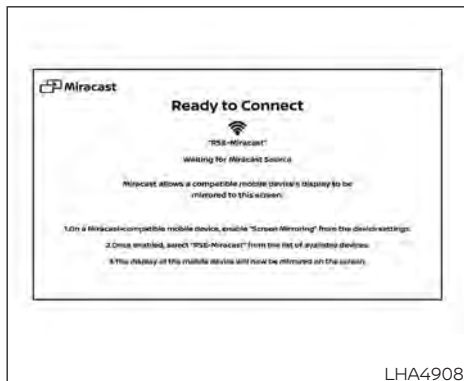 Miracast
Ready to Connect
"RSE-Miracast"
Waiting for Miracast Source
Miracast allows a compatible mobile device's display to be
mirrored to this screen.
1.On a Miracast-compatible mobile device, enable "Screen Mirroring" from the device settings.
2.Once enabled, select "RSE-Miracast" from the list of available devices.
3.The display of the mobile device will now be mirrored on the screen.
LHA4908